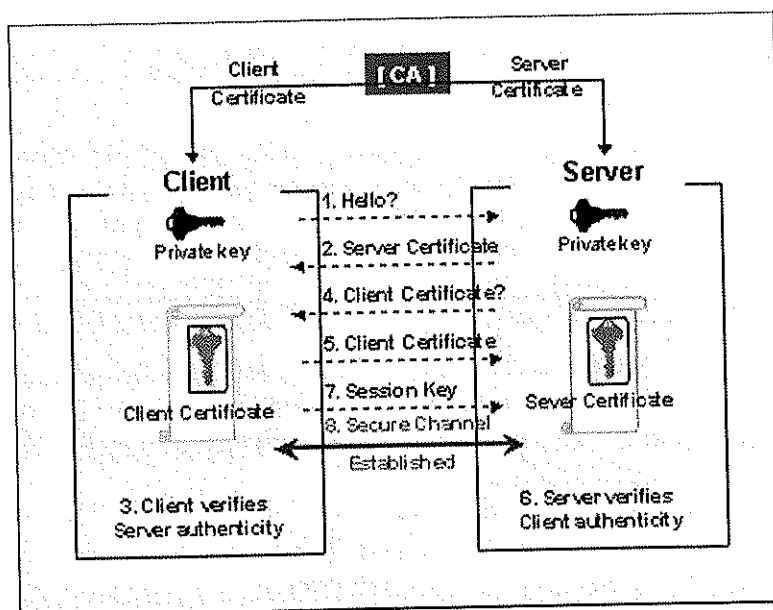 Client
Certificate
[CA]
Server
Certificate
Client
Private key
Server
Private key
1. Hello?
2. Server Certificate
4. Client Certificate?
5. Client Certificate
7. Session Key
8. Secure Channel
Established
Client Certificate
Sever Certificate
3. Client verifies
Server authenticity
6. Server verifies
Client authenticity